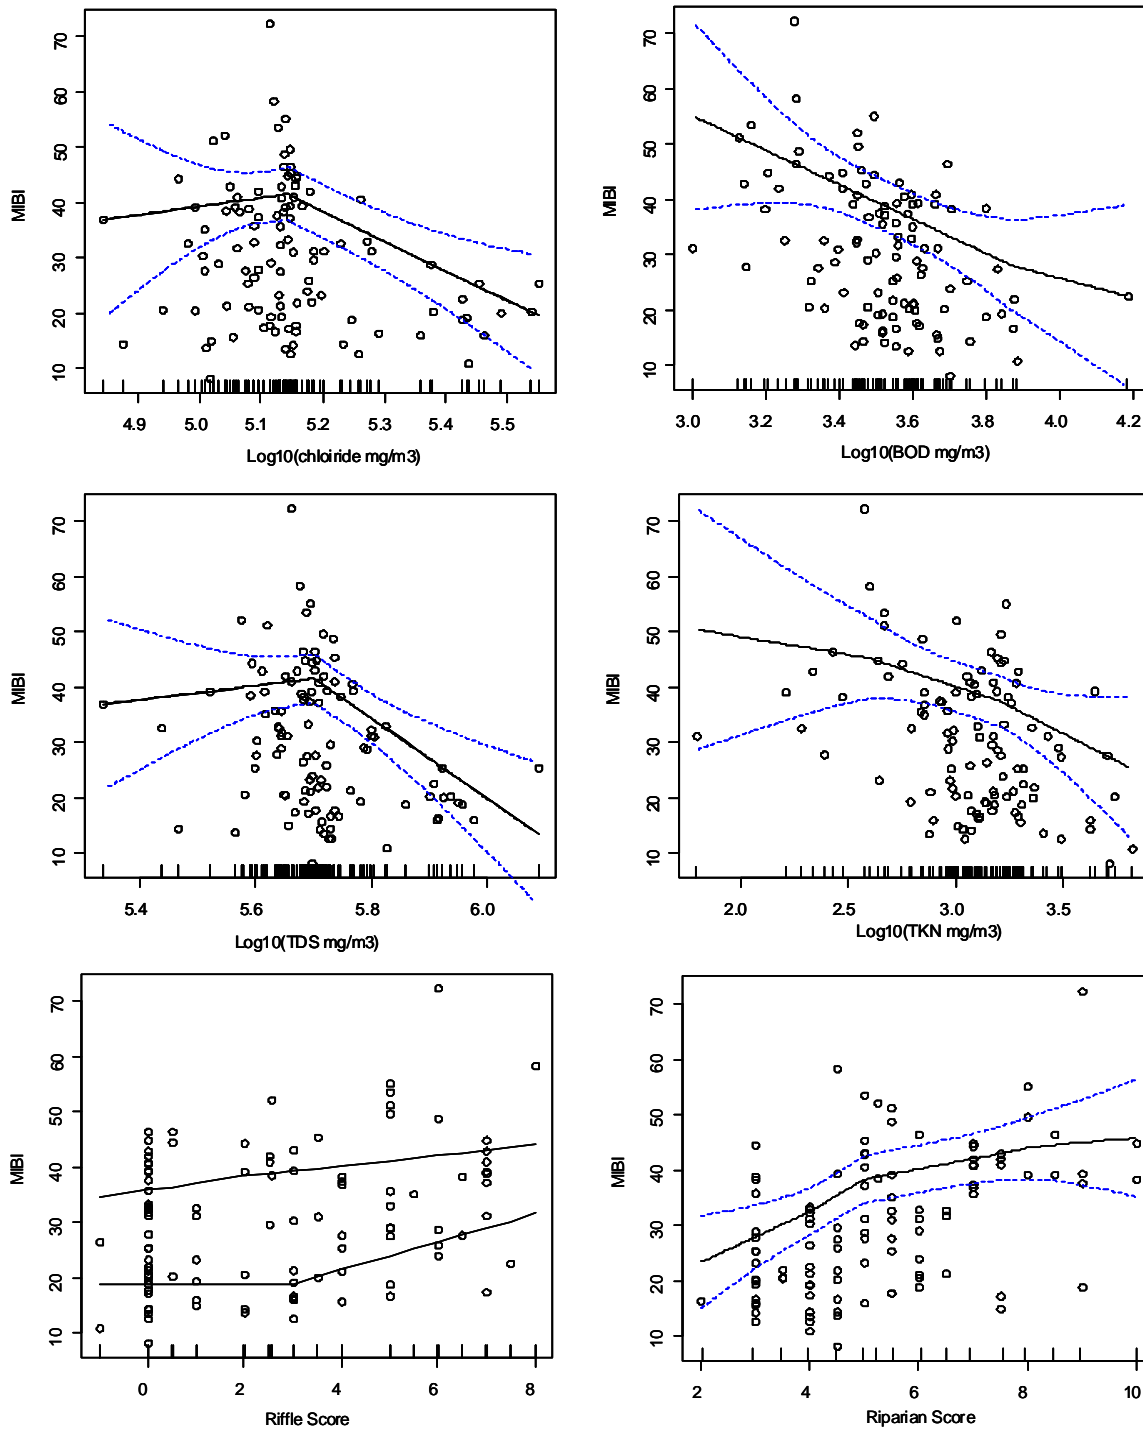 MIBI
70
60
50
40
30
20
10
4.9 5.0 5.1 5.2 5.3 5.4 5.5
Log10(chloiride mg/m3)
MIBI
70
60
50
40
30
20
10
3.0 3.2 3.4 3.6 3.8 4.0 4.2
Log10(BOD mg/m3)
MIBI
70
60
50
40
30
20
10
5.4 5.6 5.8 6.0
Log10(TDS mg/m3)
MIBI
70
60
50
40
30
20
10
2.0 2.5 3.0 3.5
Log10(TKN mg/m3)
MIBI
70
60
50
40
30
20
10
0 2 4 6 8
Riffle Score
MIBI
70
60
50
40
30
20
10
2 4 6 8 10
Riparian Score